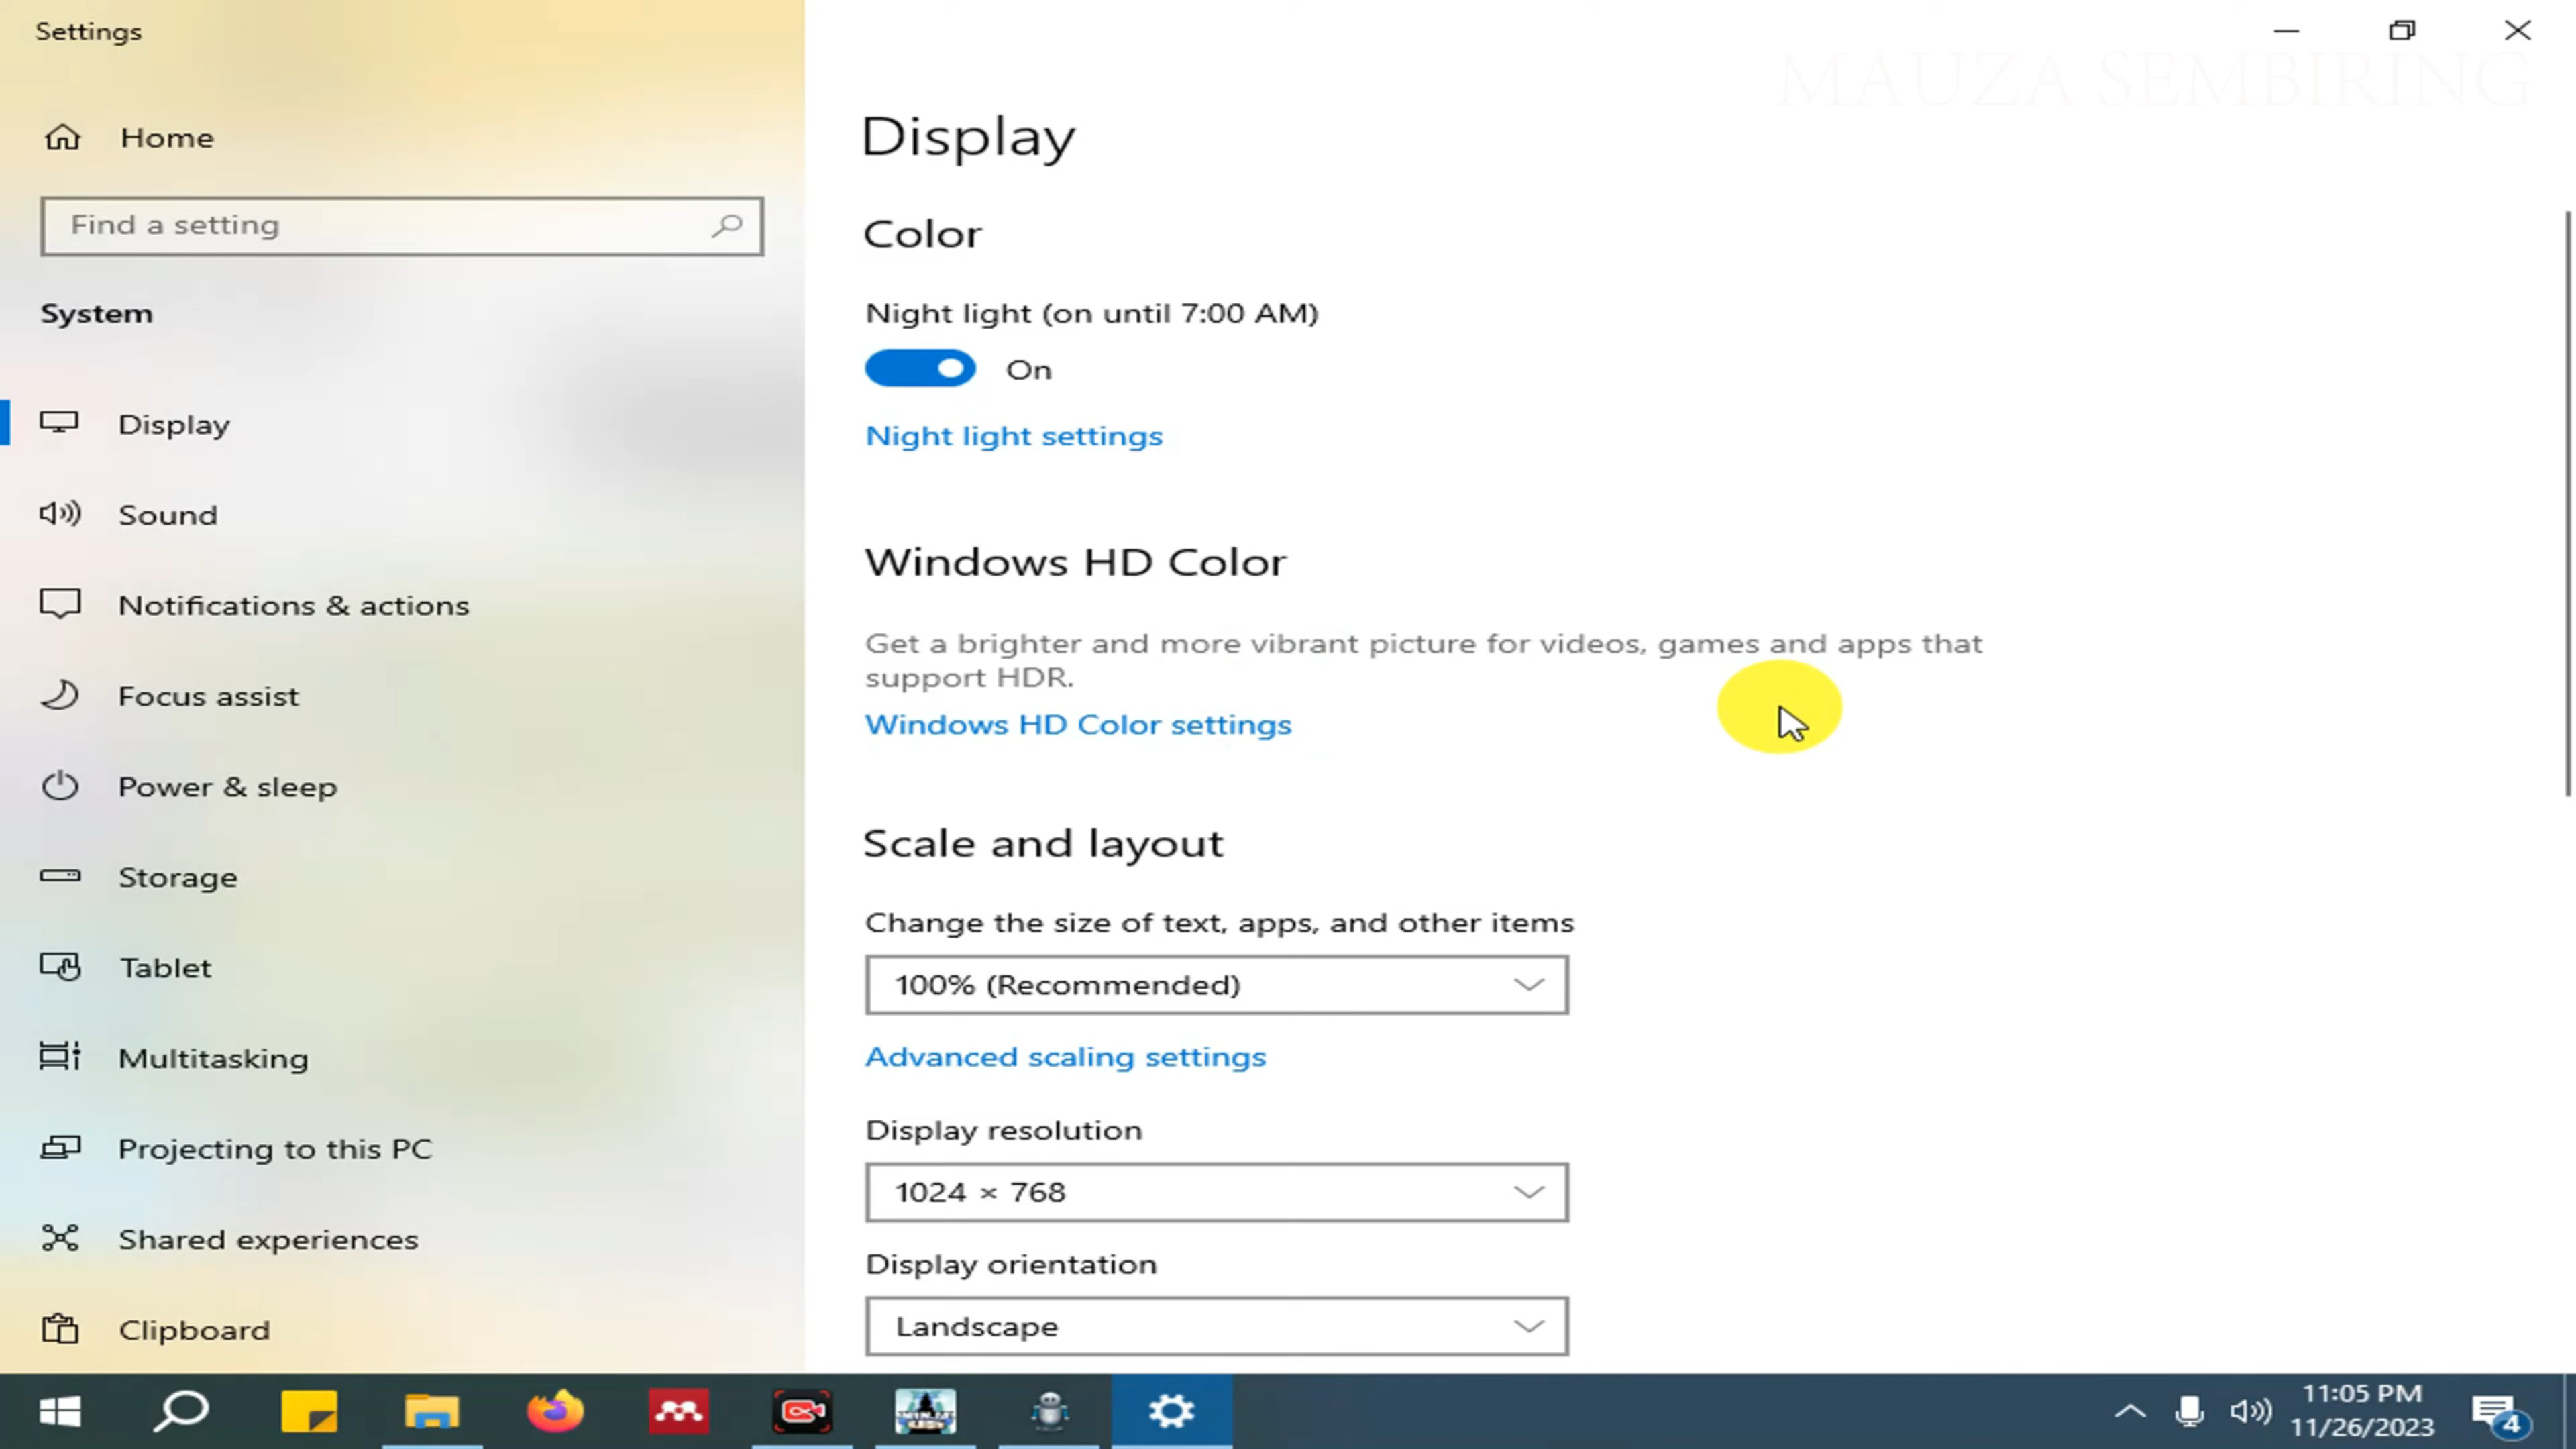 Settings
MAUZA SEMBIRING
Home
Find a setting
System
Display
Sound
Notifications & actions
Focus assist
Power & sleep
Storage
Tablet
Multitasking
Projecting to this PC
Shared experiences
Clipboard
Display
Color
Night light (on until 7:00 AM)
On
Night light settings
Windows HD Color
Get a brighter and more vibrant picture for videos, games and apps that
support HDR.
Windows HD Color settings
Scale and layout
Change the size of text, apps, and other items
100% (Recommended)
Advanced scaling settings
Display resolution
1024 × 768
Display orientation
Landscape
11:05 PM
11/26/2023
4